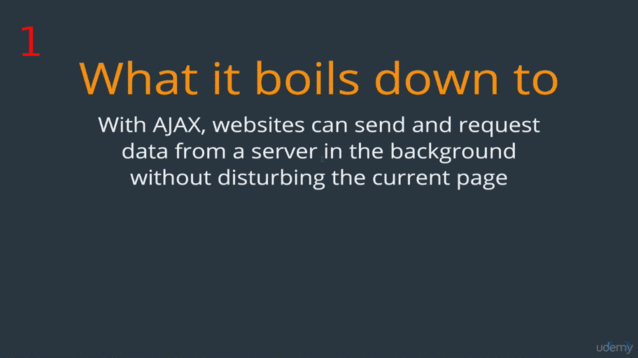 1
What it boils down to
With AJAX, websites can send and request
data from a server in the background
without disturbing the current page
udemy